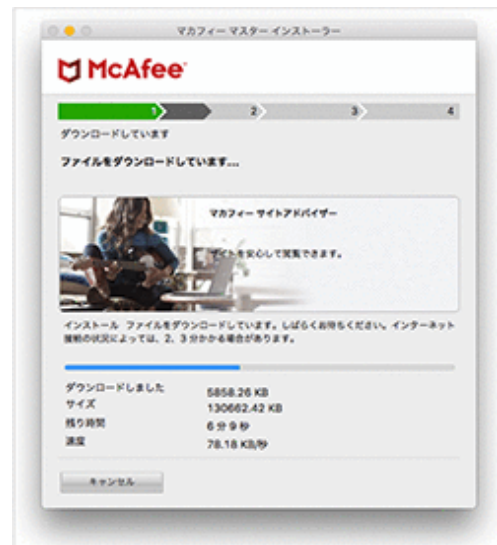 マカフィー マスター インストーラー
McAfee
1 2 3 4
ダウンロードしています
ファイルをダウンロードしています...
マカフィー サイトアドバイザー
サイトを安心して閲覧できます。
インストール ファイルをダウンロードしています。しばらくお待ちください。インターネット
接続の状況によっては、2、3 分かかる場合があります。
ダウンロードしました 5858.26 KB
サイズ 130662.42 KB
残り時間 6 分 9 秒
速度 78.18 KB/秒
キャンセル